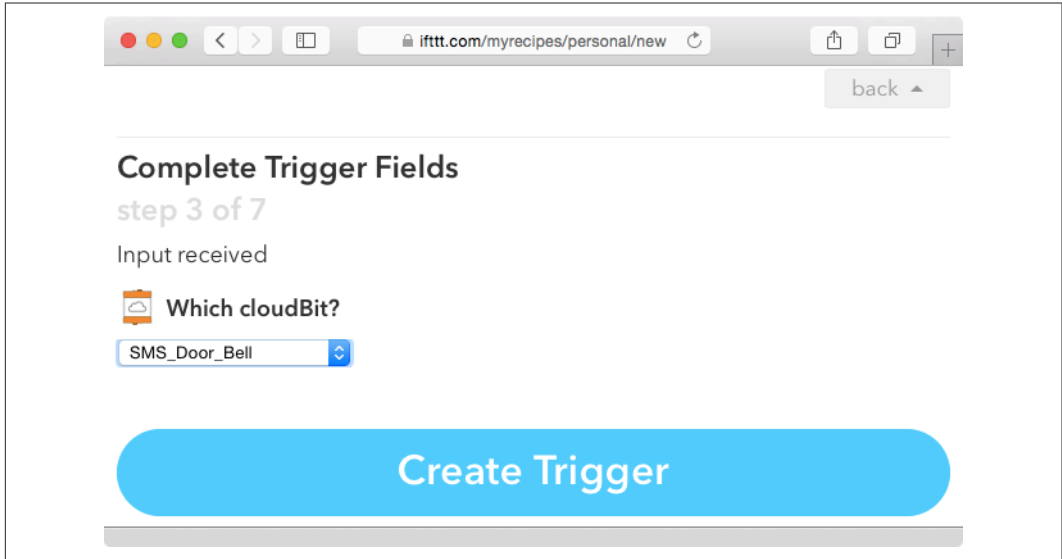 ifttt.com/myrecipes/personal/new
back
Complete Trigger Fields
step 3 of 7
Input received
Which cloudBit?
SMS_Door_Bell
Create Trigger